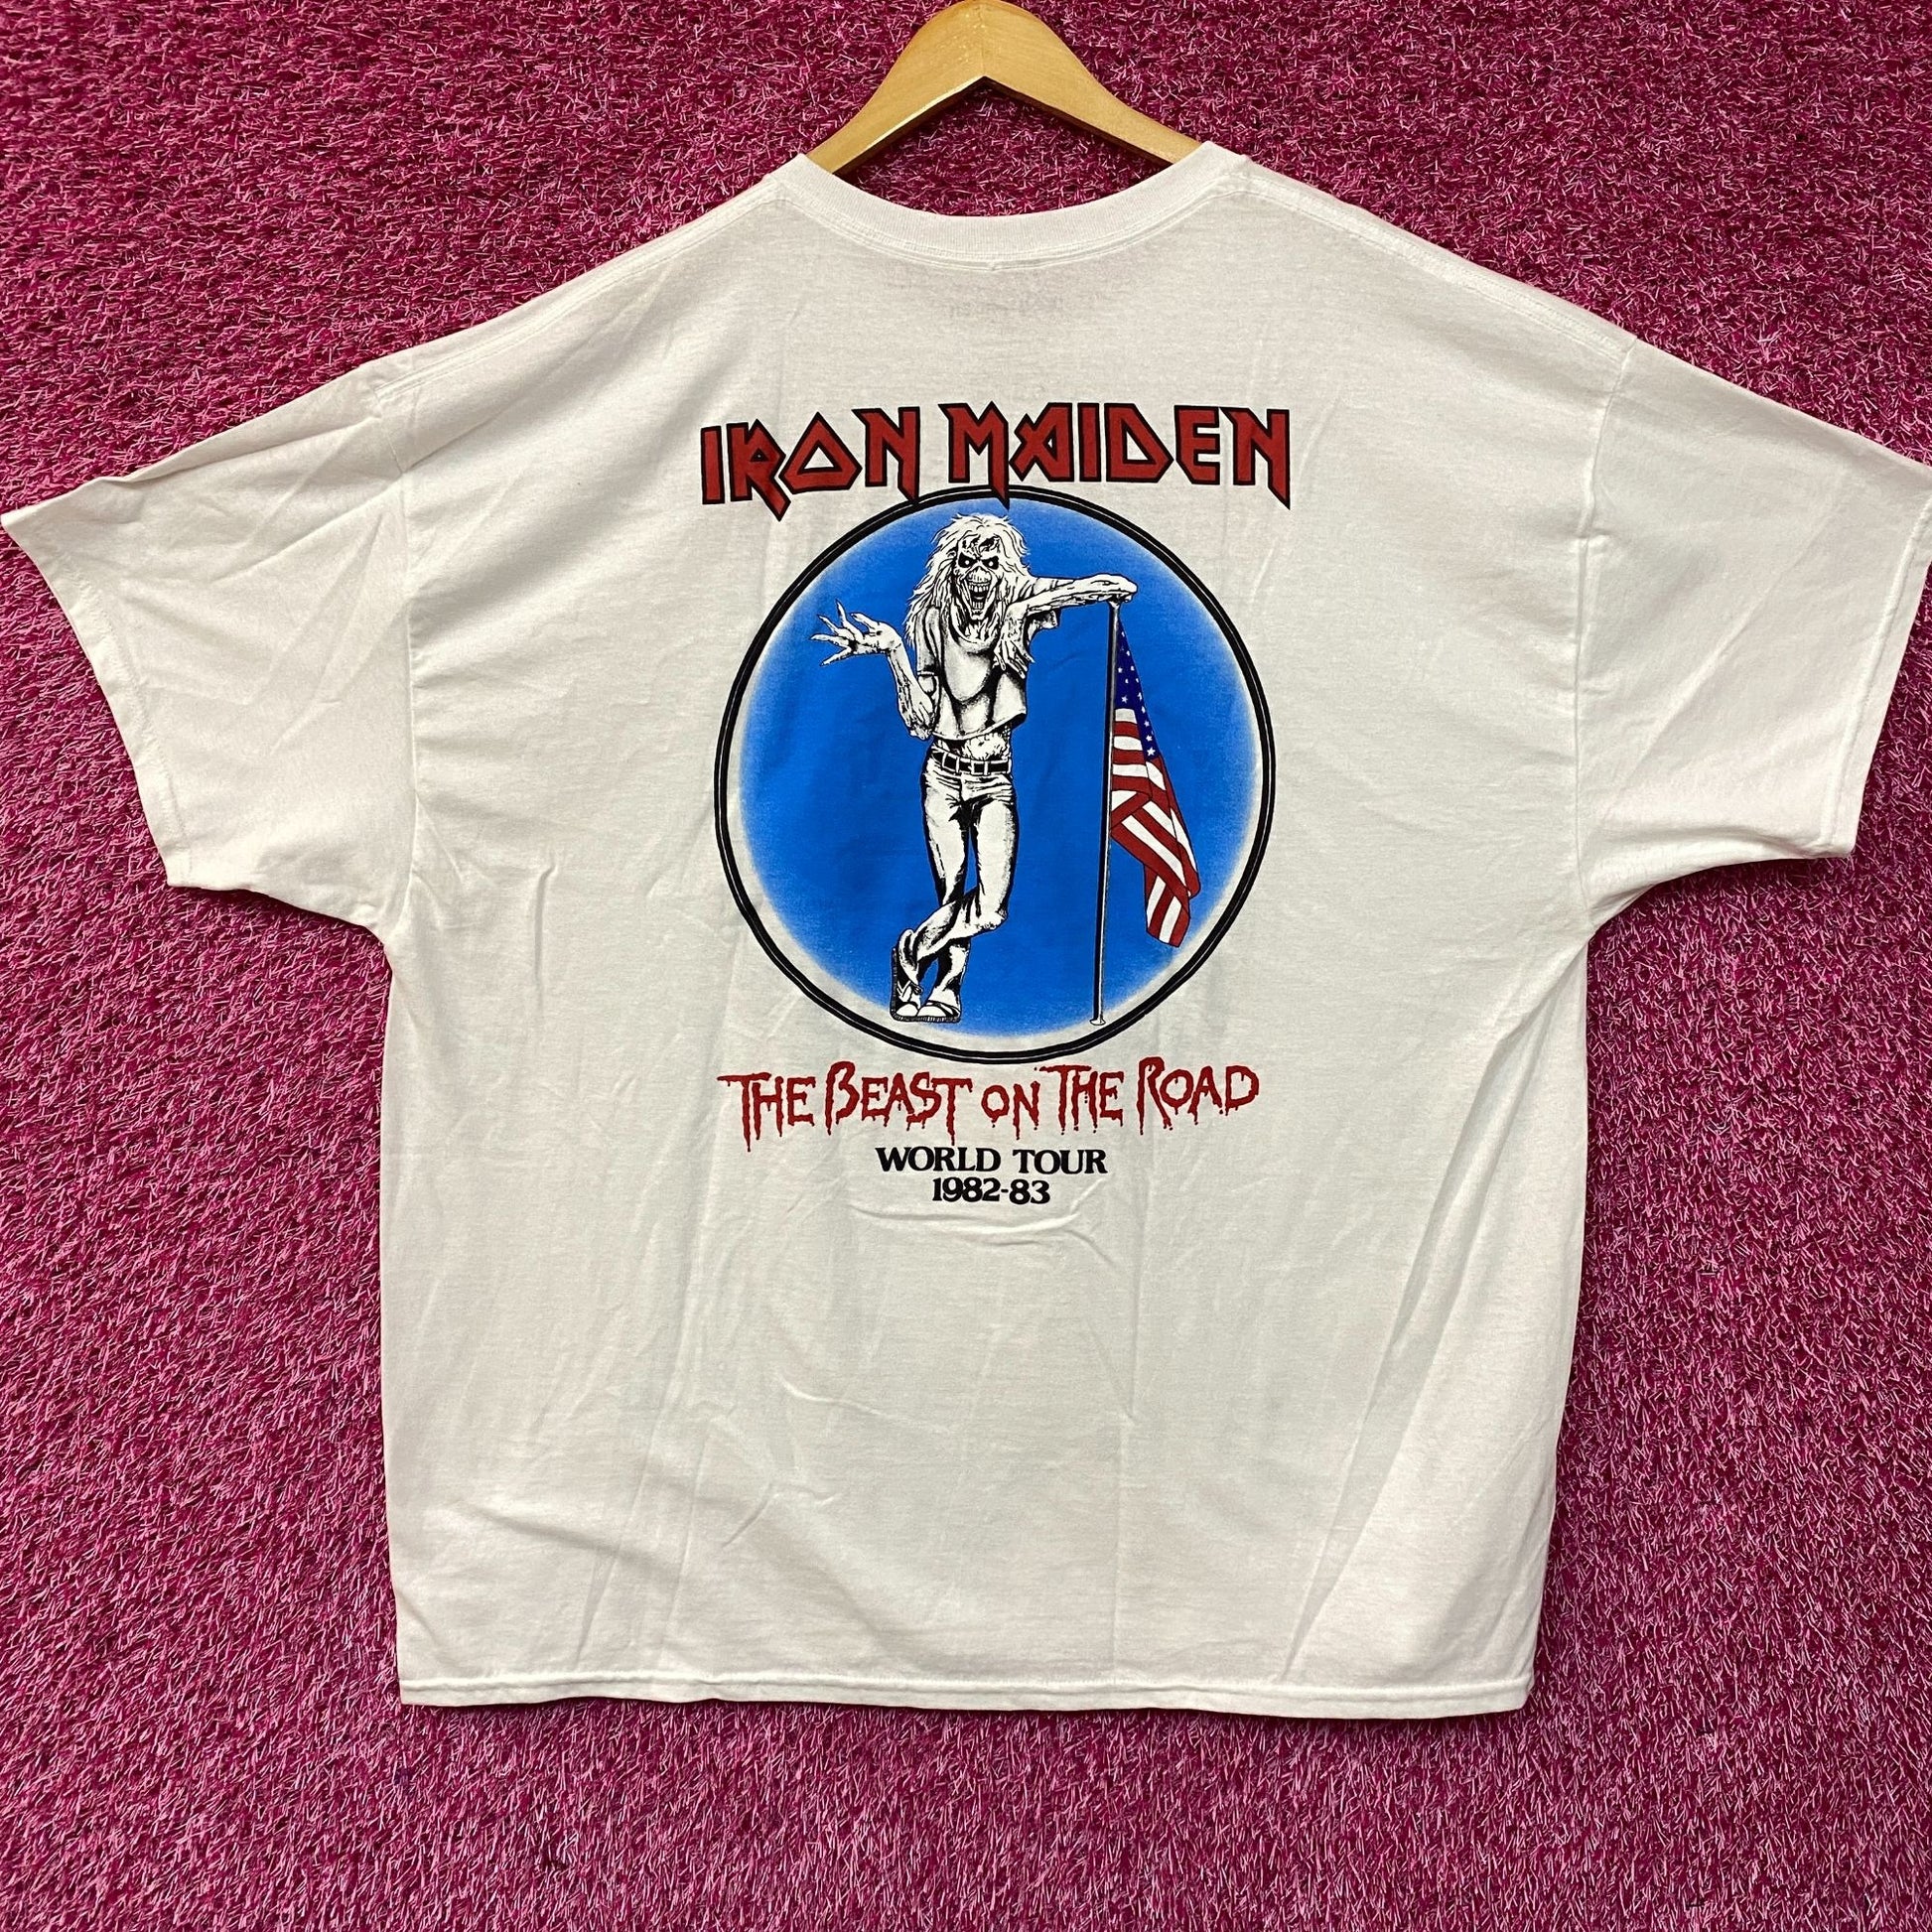 IRON MAIDEN
THE BEAST ON THE ROAD
WORLD TOUR
1982-83